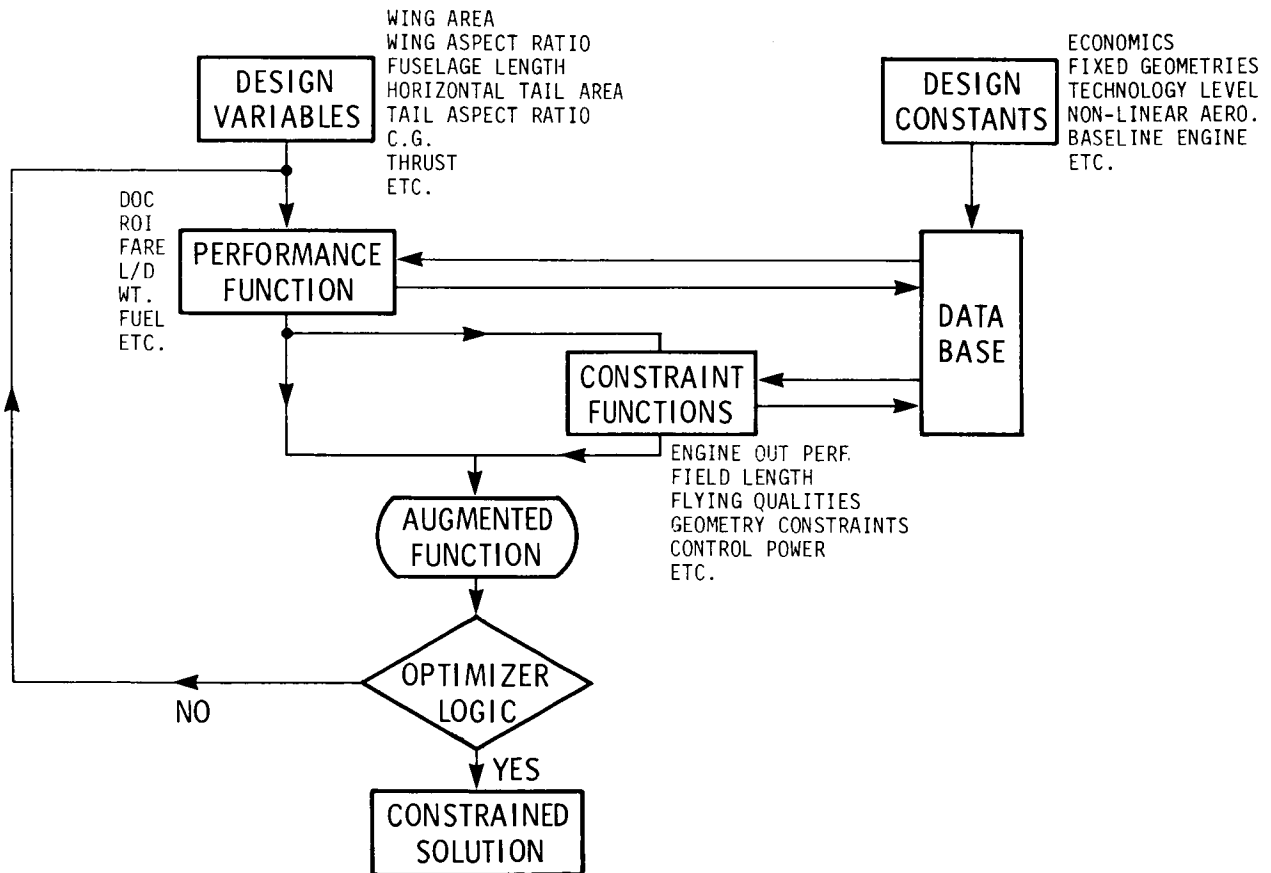 WING AREA
WING ASPECT RATIO
FUSELAGE LENGTH
HORIZONTAL TAIL AREA
TAIL ASPECT RATIO
C.G.
THRUST
ETC.
DESIGN
VARIABLES
ECONOMICS
FIXED GEOMETRIES
TECHNOLOGY LEVEL
NON-LINEAR AERO.
BASELINE ENGINE
ETC.
DESIGN
CONSTANTS
DOC
ROI
FARE
L/D
WT.
FUEL
ETC.
PERFORMANCE
FUNCTION
DATA
BASE
CONSTRAINT
FUNCTIONS
ENGINE OUT PERF.
FIELD LENGTH
FLYING QUALITIES
GEOMETRY CONSTRAINTS
CONTROL POWER
ETC.
AUGMENTED
FUNCTION
OPTIMIZER
LOGIC
NO
YES
CONSTRAINED
SOLUTION